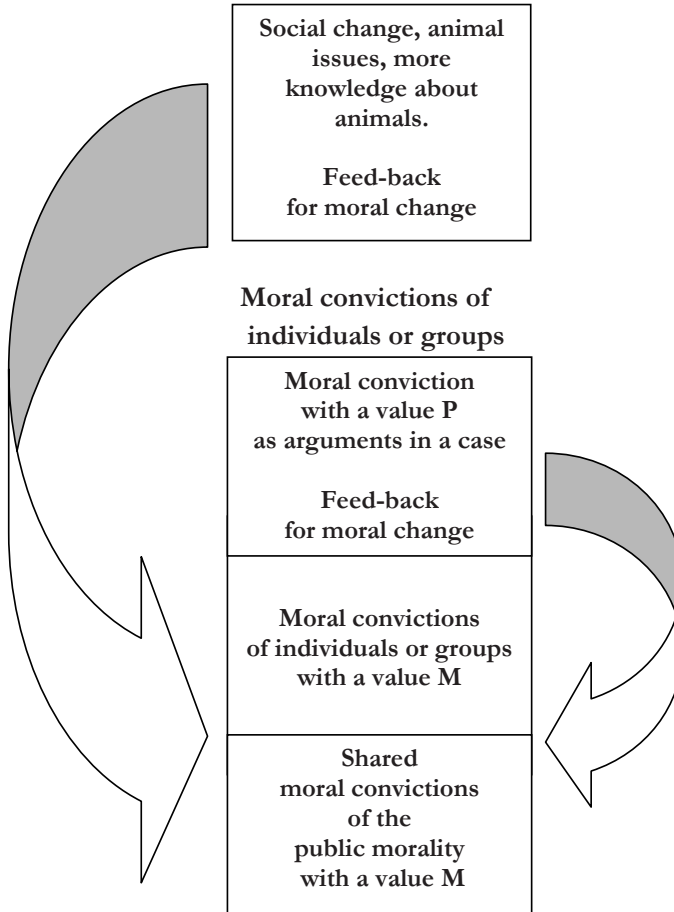 Social change, animal
issues, more
knowledge about
animals.
Feed-back
for moral change
Moral convictions of
individuals or groups
Moral conviction
with a value P
as arguments in a case
Feed-back
for moral change
Moral convictions
of individuals or groups
with a value M
Shared
moral convictions
of the
public morality
with a value M